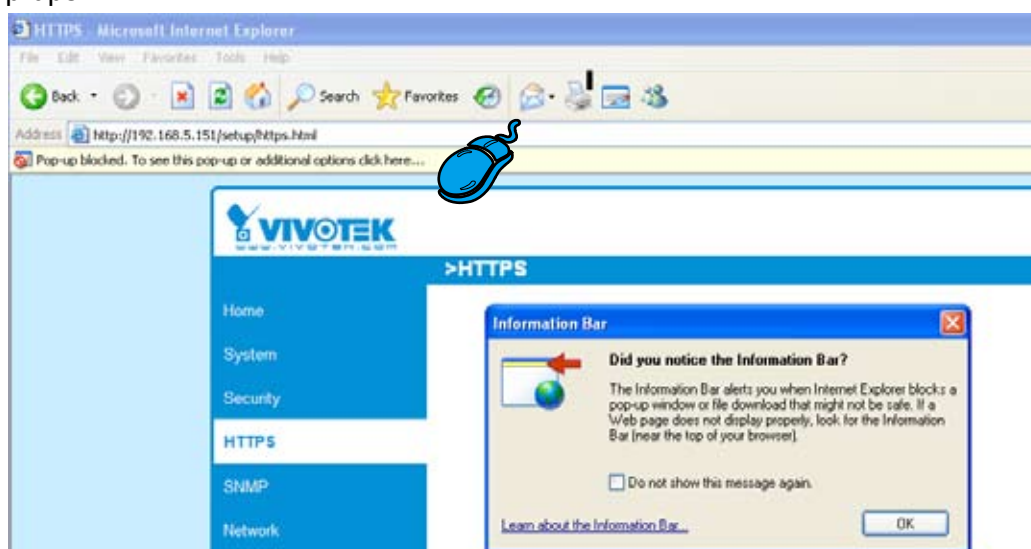 HTTPS - Microsoft Internet Explorer
File Edit View Favorites Tools Help
Back Search Favorites
Address http://192.168.5.151/setup/https.html
Pop-up blocked. To see this pop-up or additional options click here...
VIVOTEK
www.vivotek.com
>HTTPS
Home
System
Security
HTTPS
SNMP
Network
Information Bar
Did you notice the Information Bar?
The Information Bar alerts you when Internet Explorer blocks a
pop-up window or file download that might not be safe. If a
Web page does not display properly, look for the Information
Bar (near the top of your browser).
Do not show this message again.
Learn about the Information Bar...
OK